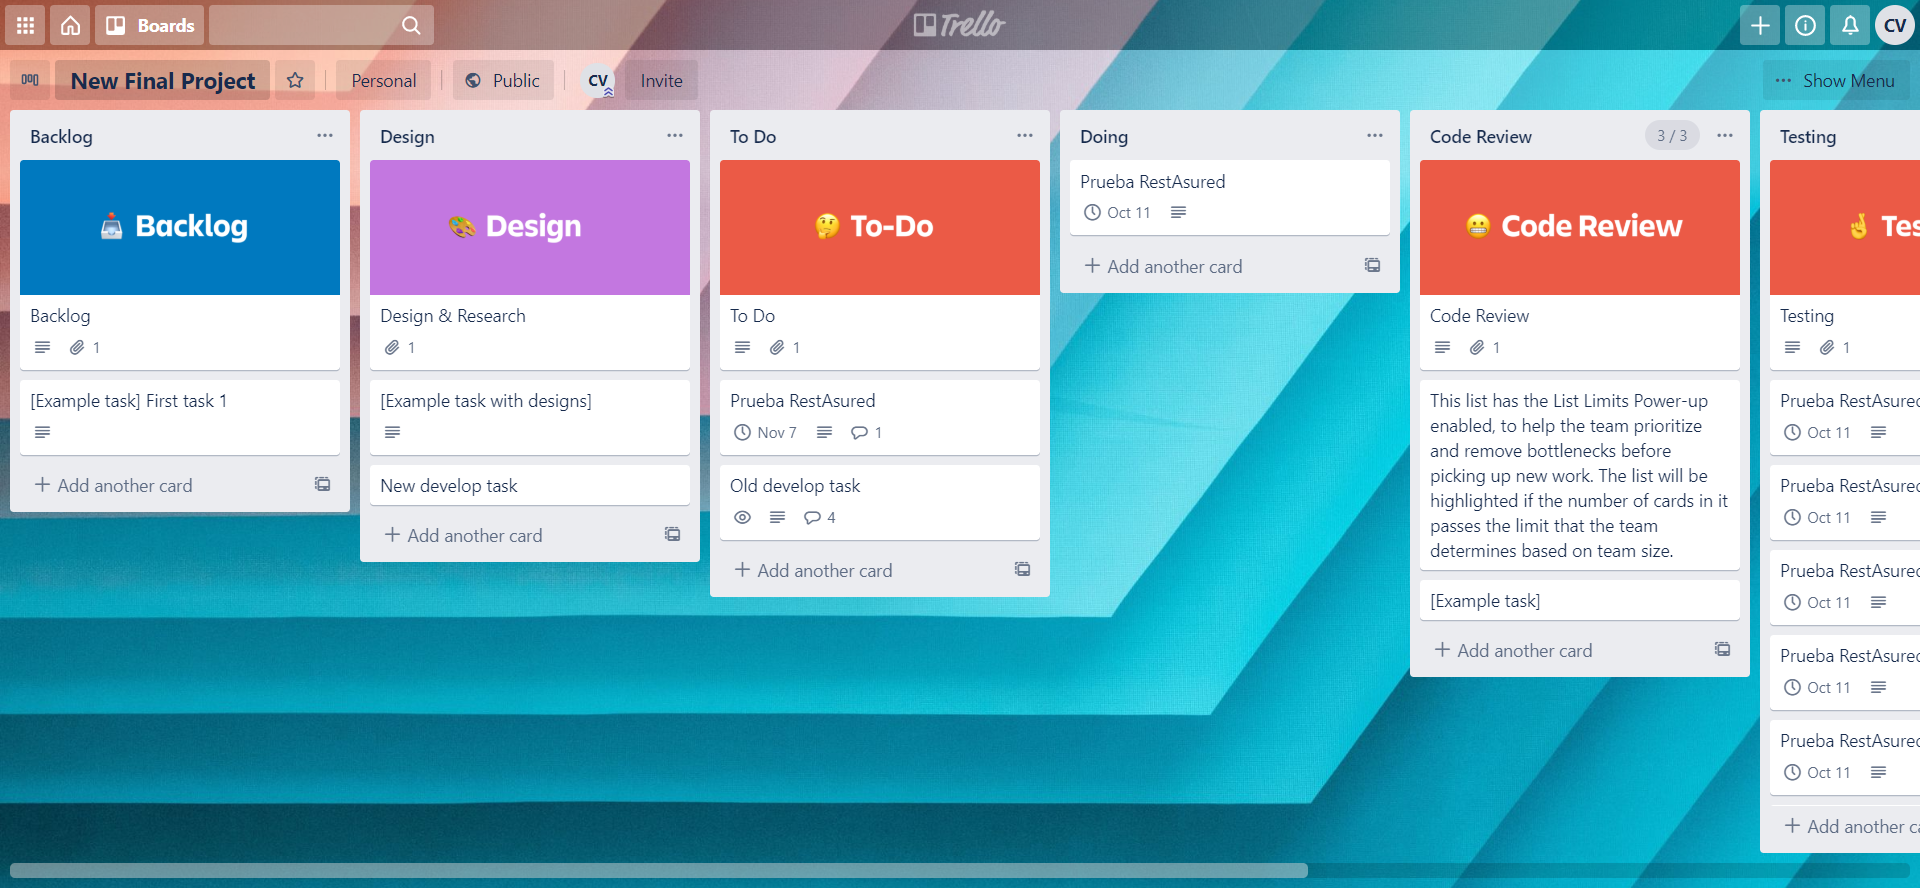 Boards
Trello
CV
New Final Project
Personal
Public
CV
Invite
Show Menu
Backlog
Backlog
Backlog
1
[Example task] First task 1
Add another card
Design
Design
Design & Research
1
[Example task with designs]
New develop task
Add another card
To Do
To-Do
To Do
1
Prueba RestAsured
Nov 7
1
Old develop task
4
Add another card
Doing
Prueba RestAsured
Oct 11
Add another card
Code Review
3 / 3
Code Review
Code Review
1
This list has the List Limits Power-up
enabled, to help the team prioritize
and remove bottlenecks before
picking up new work. The list will be
highlighted if the number of cards in it
passes the limit that the team
determines based on team size.
[Example task]
Add another card
Testing
Tes
Testing
1
Prueba RestAsured
Oct 11
Prueba RestAsured
Oct 11
Prueba RestAsured
Oct 11
Prueba RestAsured
Oct 11
Prueba RestAsured
Oct 11
Add another ca